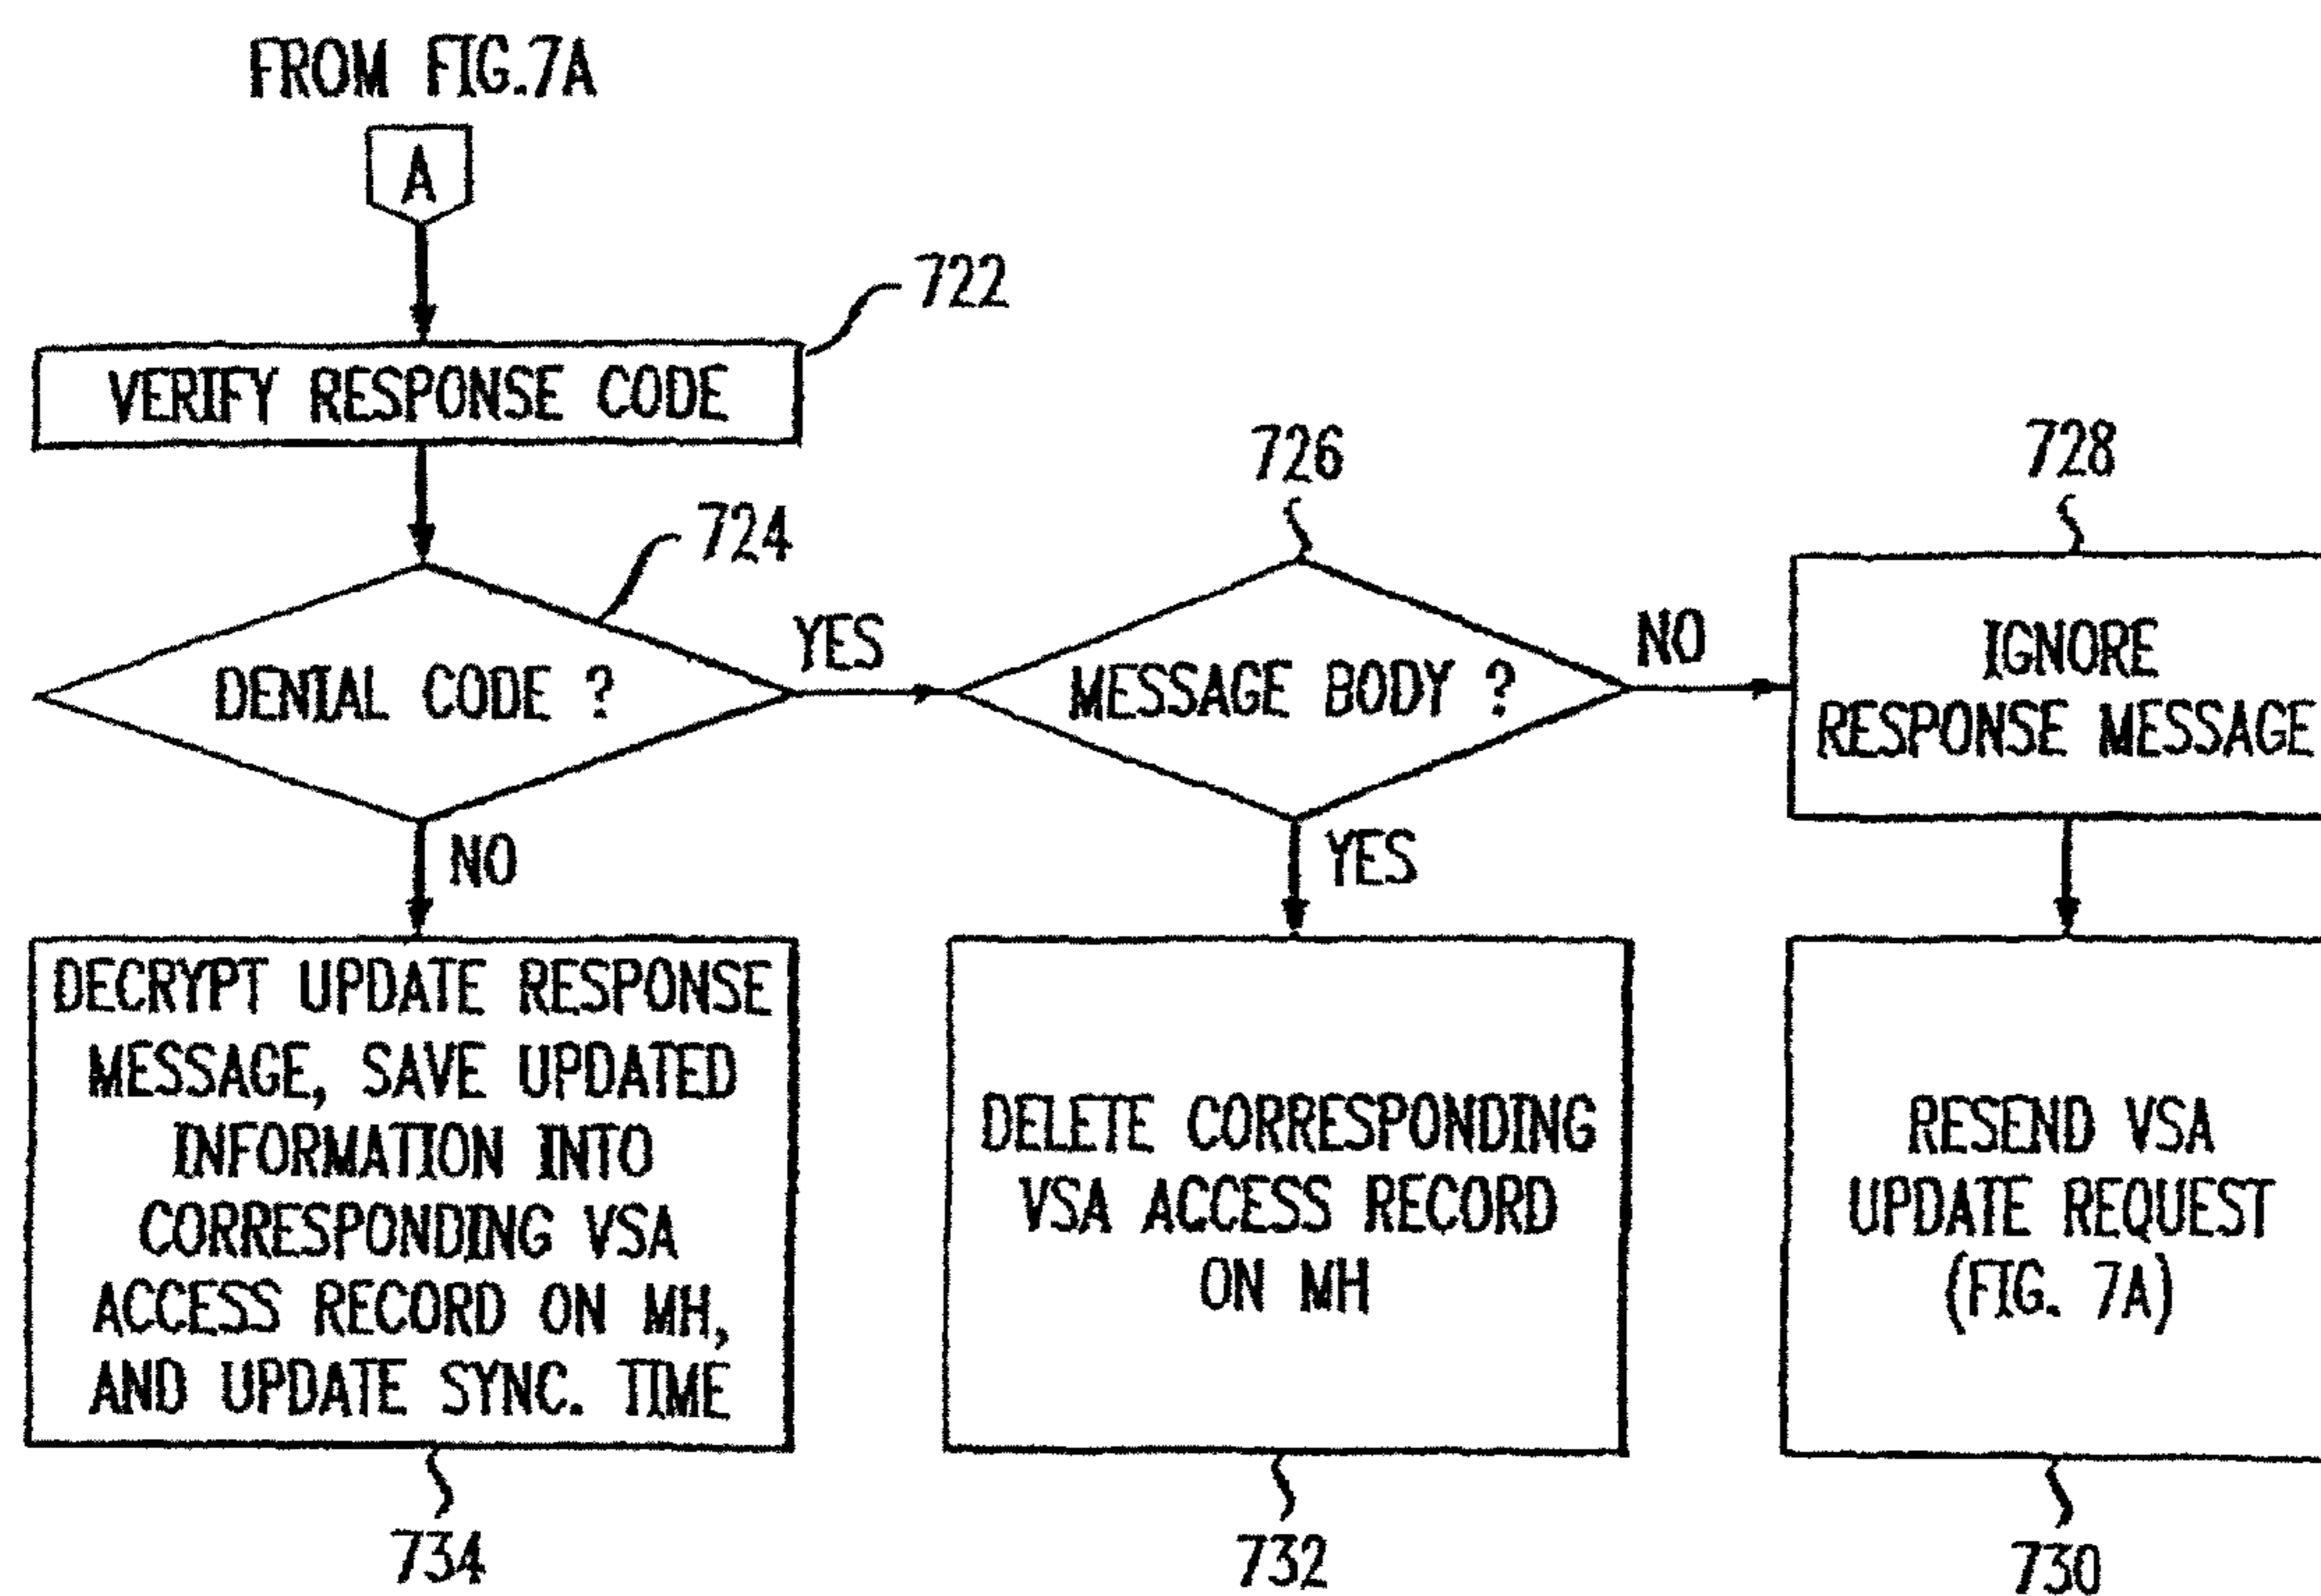 FROM FIG.7A
A
722
VERIFY RESPONSE CODE
724
DENIAL CODE ?
YES
NO
726
MESSAGE BODY ?
NO
YES
728
IGNORE
RESPONSE MESSAGE
DECRYPT UPDATE RESPONSE
MESSAGE, SAVE UPDATED
INFORMATION INTO
CORRESPONDING VSA
ACCESS RECORD ON MH,
AND UPDATE SYNC. TIME
734
DELETE CORRESPONDING
VSA ACCESS RECORD
ON MH
732
RESEND VSA
UPDATE REQUEST
(FIG. 7A)
730